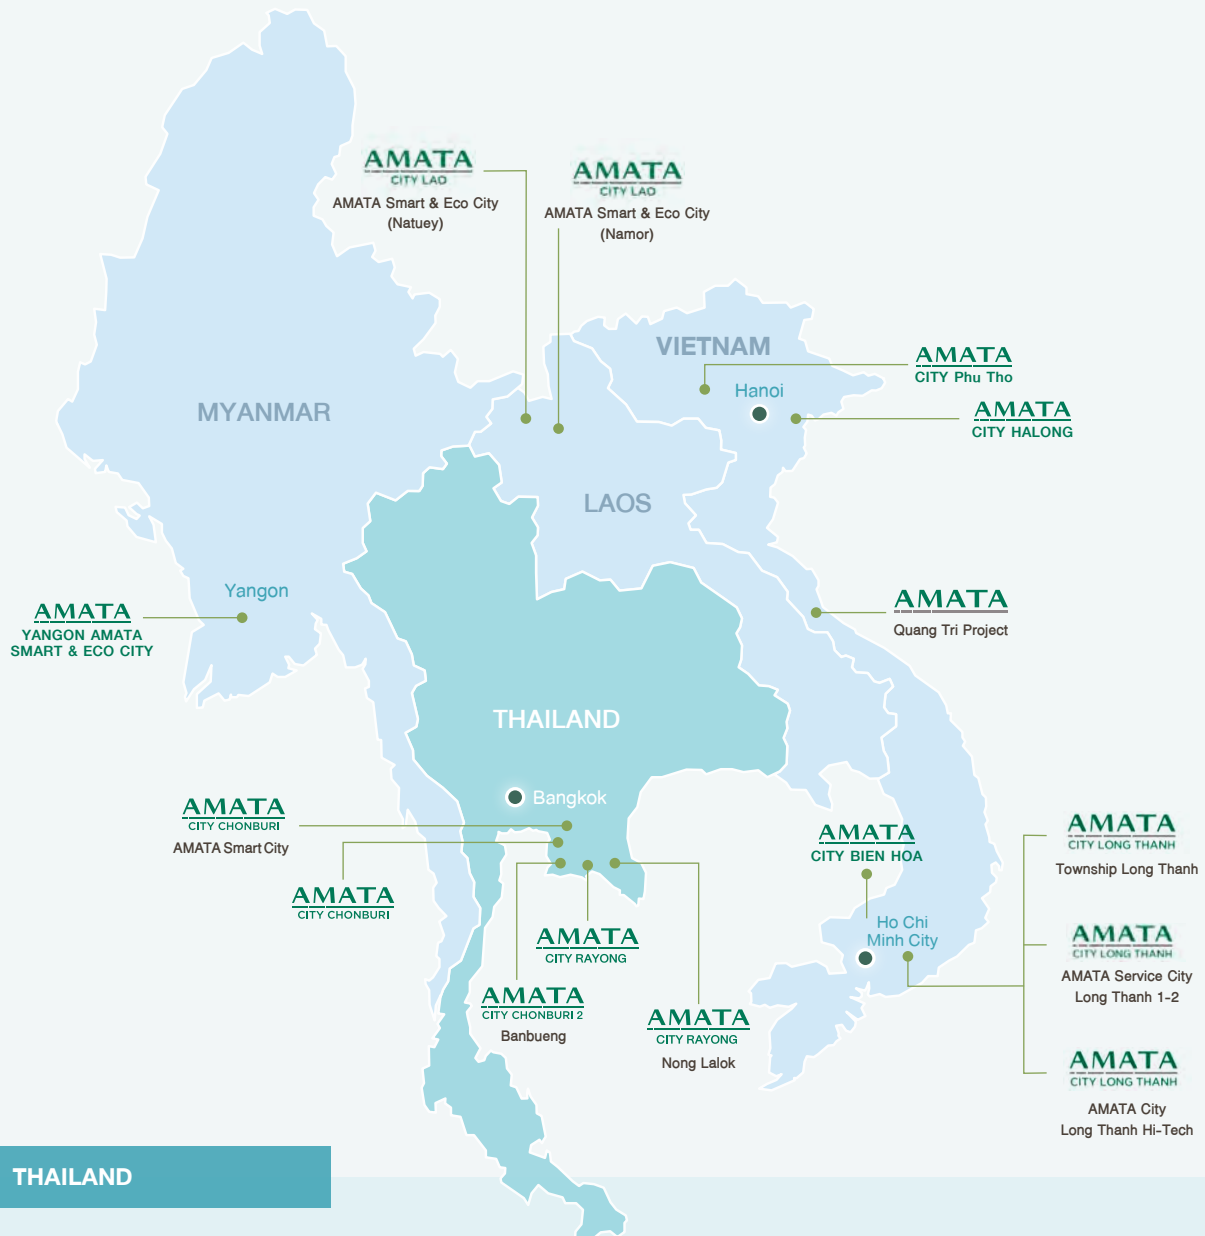 AMATA
CITY LAO
AMATA Smart & Eco City
(Natuey)
AMATA
CITY LAO
AMATA Smart & Eco City
(Namor)
VIETNAM
AMATA
CITY Phu Tho
Hanoi
AMATA
CITY HALONG
MYANMAR
LAOS
Yangon
AMATA
YANGON AMATA
SMART & ECO CITY
AMATA
Quang Tri Project
THAILAND
Bangkok
AMATA
CITY CHONBURI
AMATA Smart City
AMATA
CITY CHONBURI
AMATA
CITY RAYONG
AMATA
CITY CHONBURI 2
Banbueng
AMATA
CITY RAYONG
Nong Lalok
AMATA
CITY BIEN HOA
Ho Chi
Minh City
AMATA
CITY LONG THANH
Township Long Thanh
AMATA
CITY LONG THANH
AMATA Service City
Long Thanh 1-2
AMATA
CITY LONG THANH
AMATA City
Long Thanh Hi-Tech
THAILAND